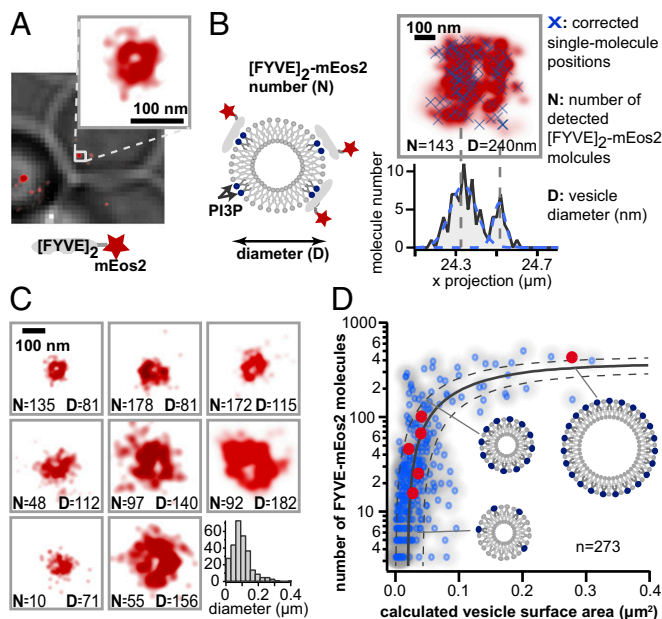 A
100 nm
[FYVE]2
mEos2
B
[FYVE]2-mEos2
number (N)
PI3P
diameter (D)
100 nm
N=143 D=240nm
molecule number
10
5
0
24.3 24.7
x projection (µm)
X: corrected
single-molecule
positions
N: number of
detected
[FYVE]2-mEos2
molcules
D: vesicle
diameter (nm)
C
100 nm
N=135 D=81
N=178 D=81
N=172 D=115
N=48 D=112
N=97 D=140
N=92 D=182
N=10 D=71
N=55 D=156
60
40
20
0
0 0.2 0.4
diameter (µm)
D
number of FYVE-mEos2 molecules
1000
6
4
2
100
6
4
2
10
6
4
n=273
0.0 0.1 0.2 0.3 0.4
calculated vesicle surface area (µm²)